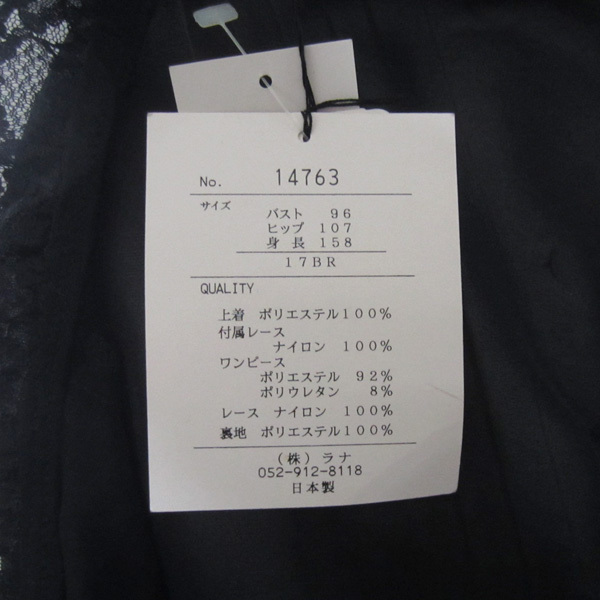 No. 14763
サイズ
バスト 96
ヒップ 107
身長 158
17BR
QUALITY
上着 ポリエステル100%
付属レース
ナイロン 100%
ワンピース
ポリエステル 92%
ポリウレタン 8%
レース ナイロン 100%
裏地 ポリエステル100%
(株)ラナ
052-912-8118
日本製